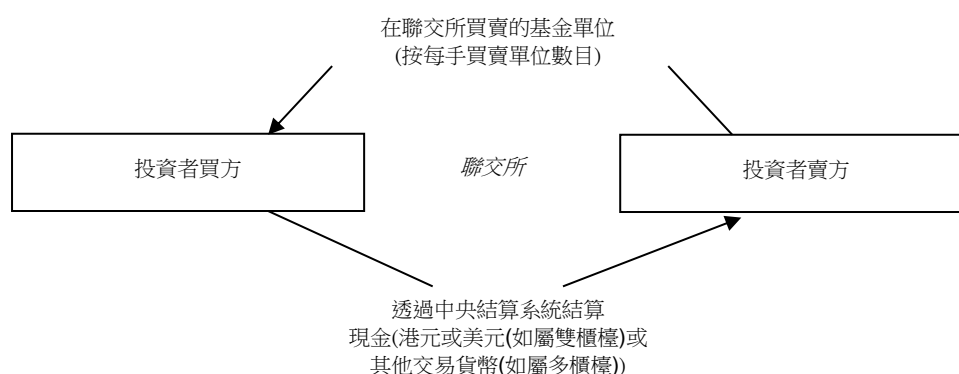 在聯交所買賣的基金單位
(按每手買賣單位數目)
投資者買方
聯交所
投資者賣方
透過中央結算系統結算
現金(港元或美元(如屬雙櫃檯)或
其他交易貨幣(如屬多櫃檯))